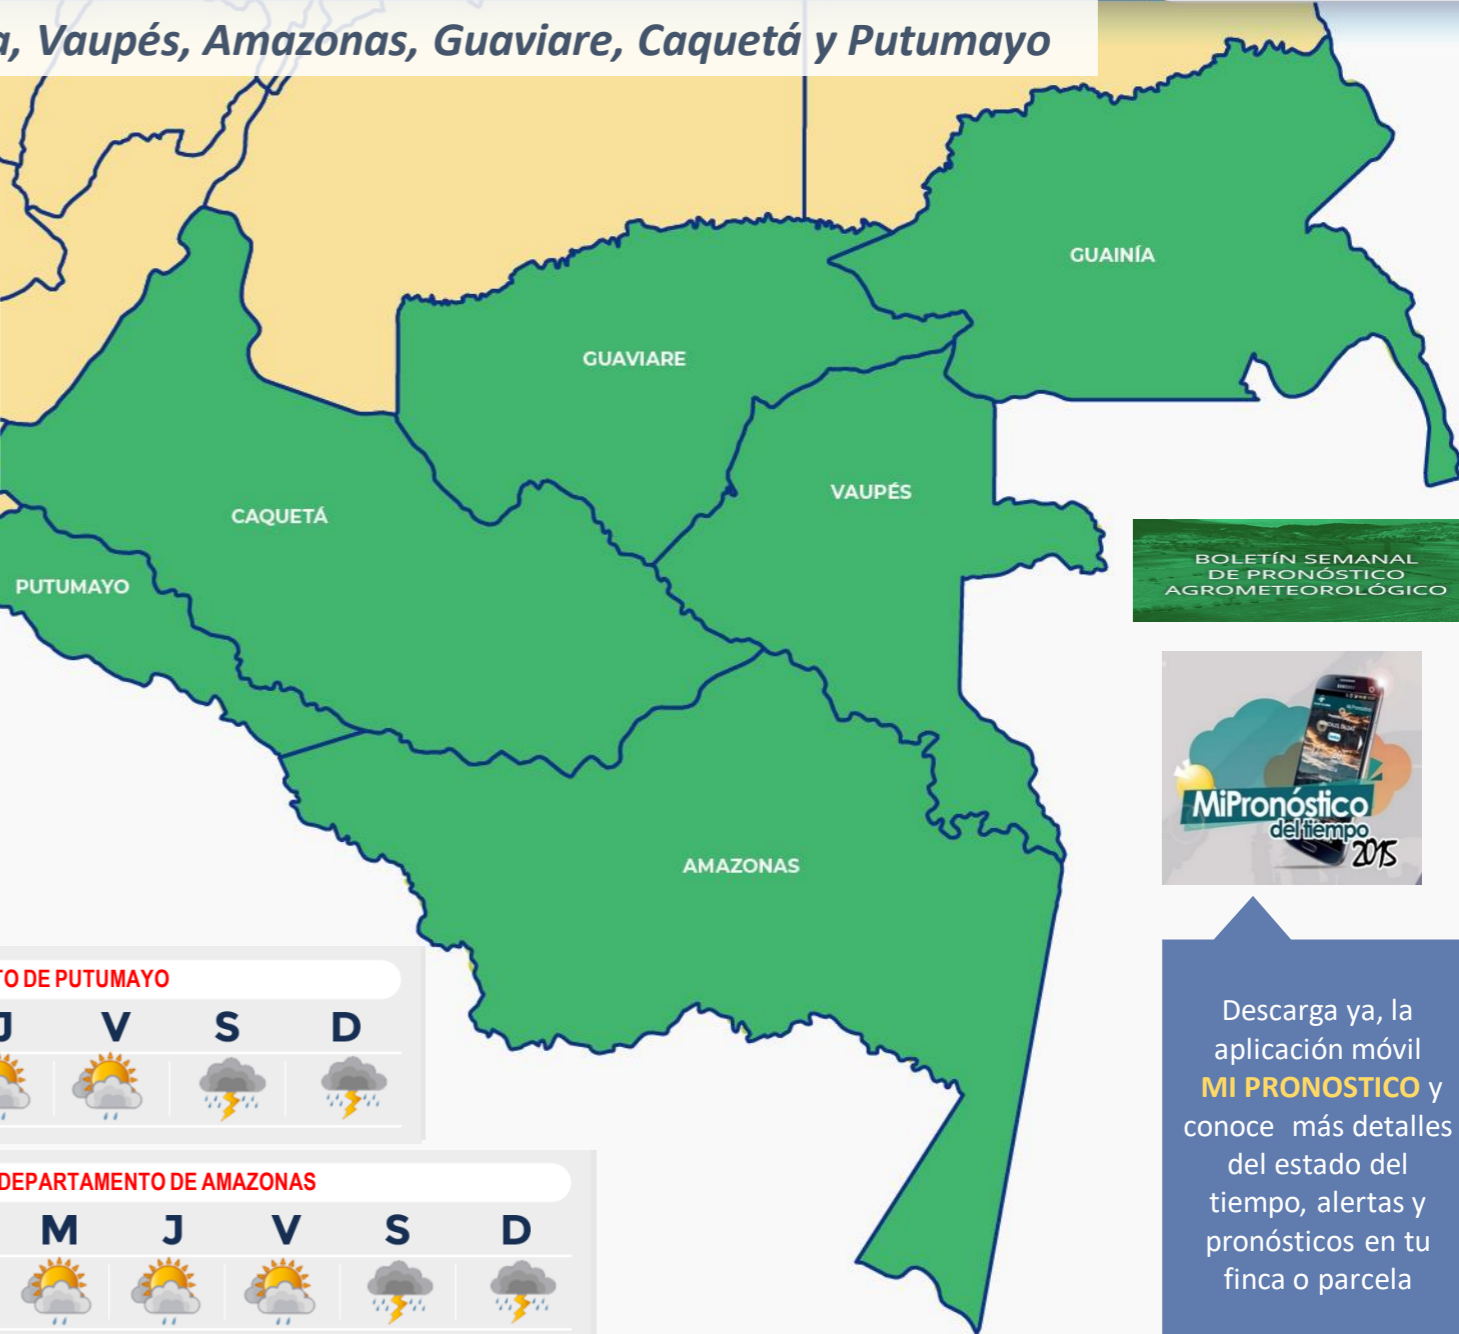 a, Vaupés, Amazonas, Guaviare, Caquetá y Putumayo
GUAINÍA
GUAVIARE
VAUPÉS
CAQUETÁ
PUTUMAYO
AMAZONAS
BOLETÍN SEMANAL
DE PRONÓSTICO
AGROMETEOROLÓGICO
MiPronóstico
del tiempo
2015
Descarga ya, la
aplicación móvil
MI PRONOSTICO y
conoce más detalles
del estado del
tiempo, alertas y
pronósticos en tu
finca o parcela
TO DE PUTUMAYO
J V S D
DEPARTAMENTO DE AMAZONAS
M J V S D